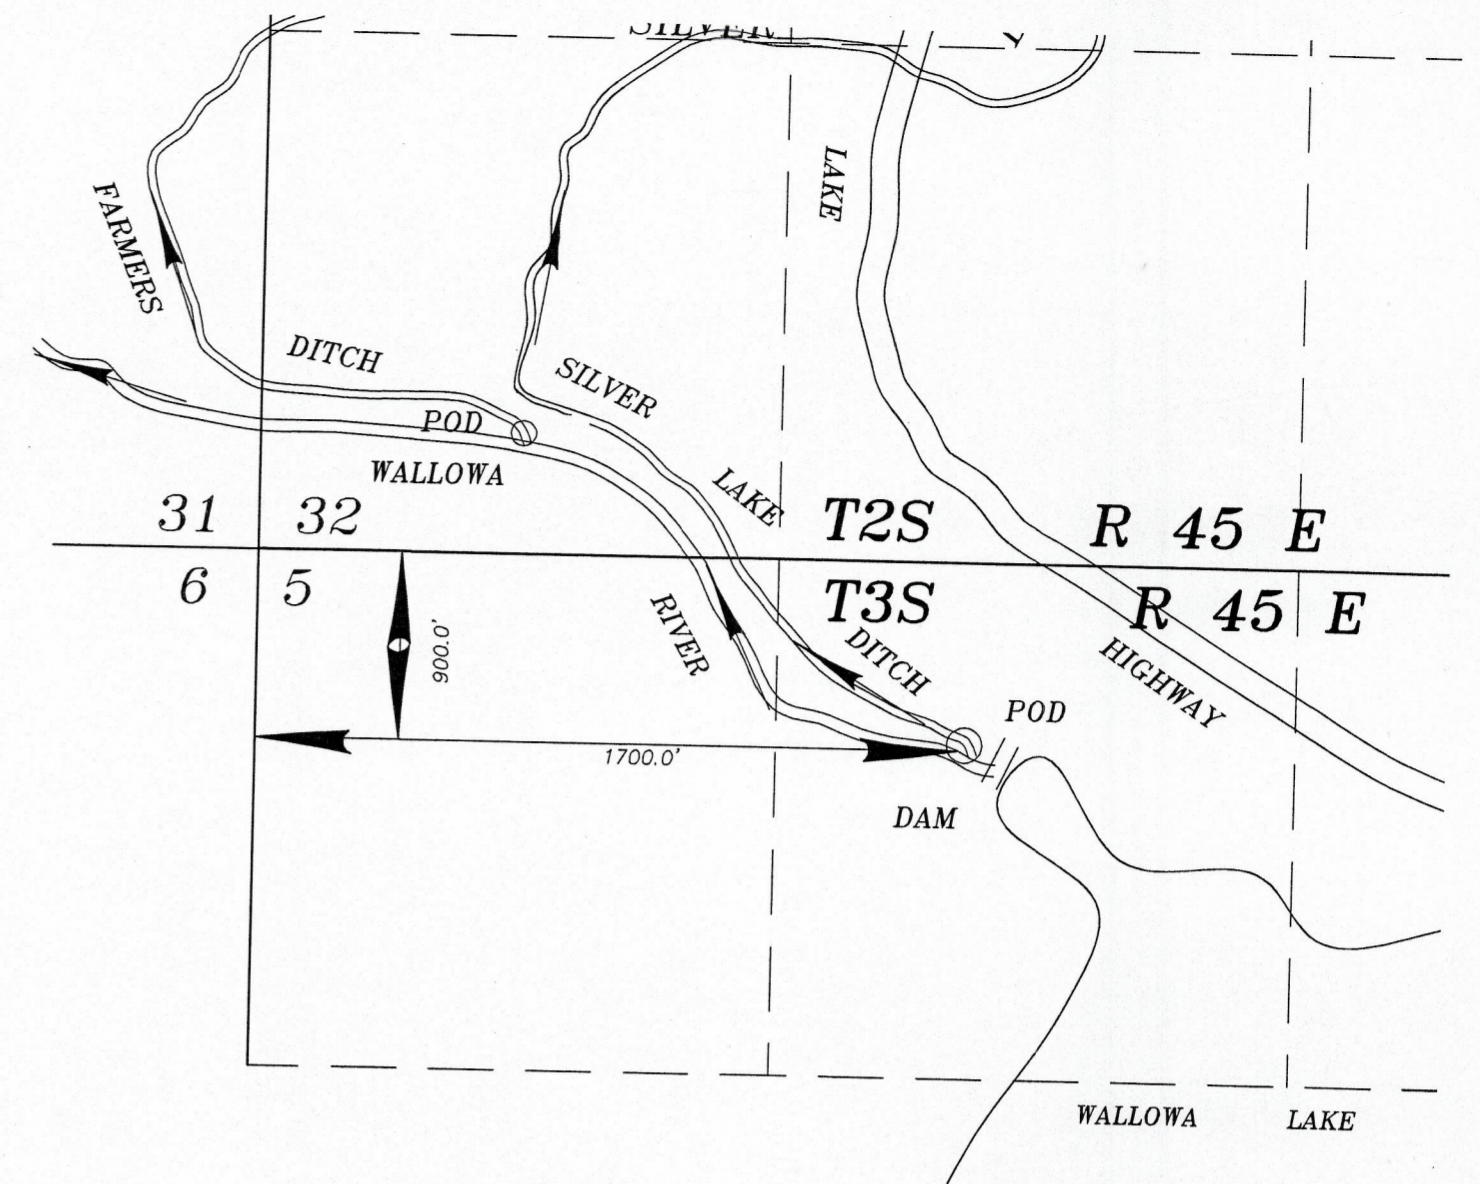 SILVER
LAKE
FARMERS
DITCH
SILVER
POD
WALLOWA
LAKE
31 32
T2S R 45 E
6 5
T3S R 45 E
900.0'
RIVER
DITCH
HIGHWAY
POD
1700.0'
DAM
WALLOWA LAKE